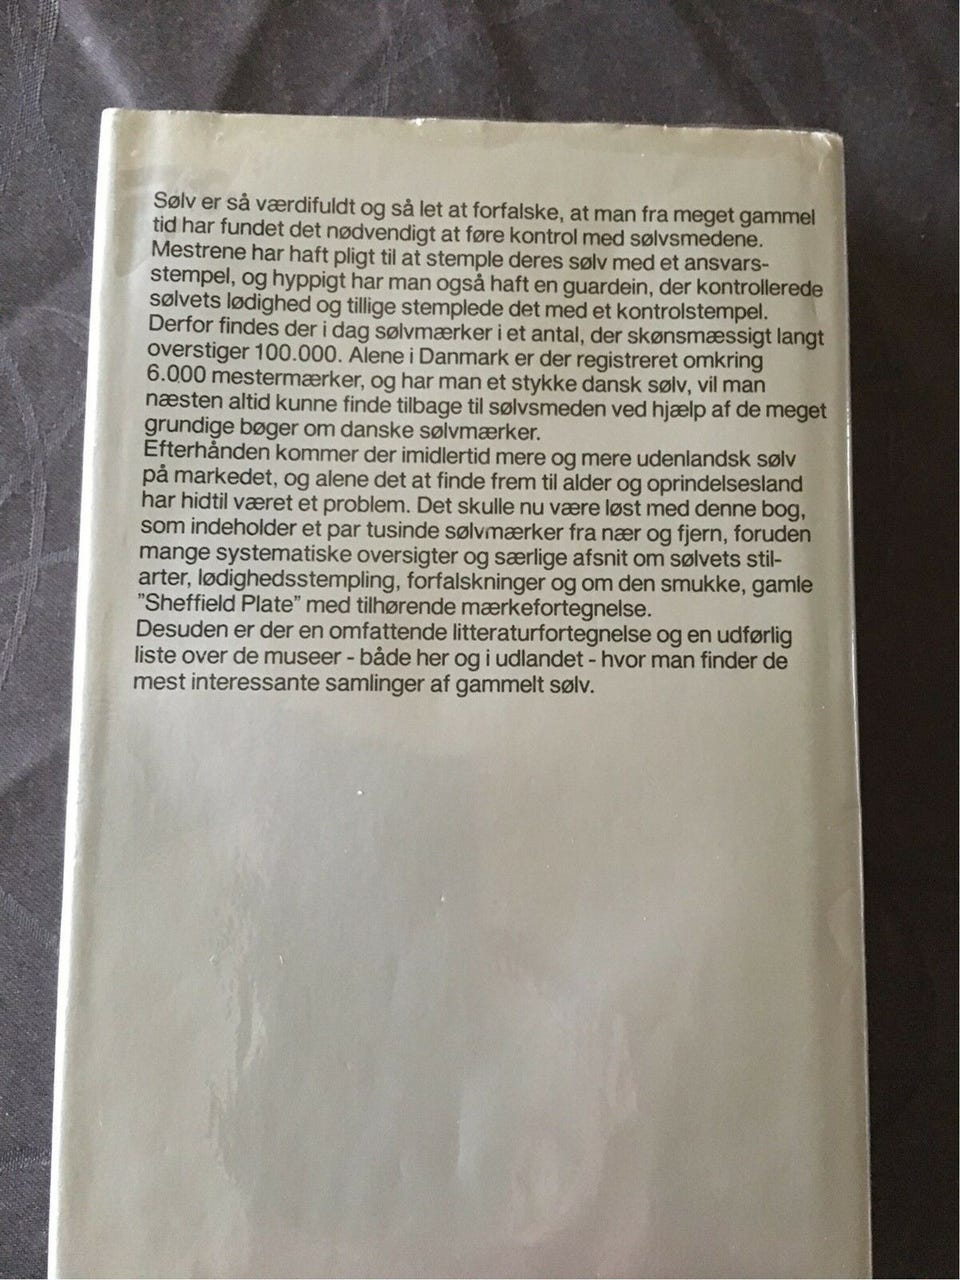 Sølv er så værdifuldt og så let at forfalske, at man fra meget gammel
tid har fundet det nødvendigt at føre kontrol med sølvsmedene.
Mestrene har haft pligt til at stemple deres sølv med et ansvars-
stempel, og hyppigt har man også haft en guardein, der kontrollerede
sølvets lødighed og tillige stemplede det med et kontrolstempel.
Derfor findes der i dag sølvmærker i et antal, der skønsmæssigt langt
overstiger 100.000. Alene i Danmark er der registreret omkring
6.000 mestermærker, og har man et stykke dansk sølv, vil man
næsten altid kunne finde tilbage til sølvsmeden ved hjælp af de meget
grundige bøger om danske sølvmærker.
Efterhånden kommer der imidlertid mere og mere udenlandsk sølv
på markedet, og alene det at finde frem til alder og oprindelsesland
har hidtil været et problem. Det skulle nu være løst med denne bog,
som indeholder et par tusinde sølvmærker fra nær og fjern, foruden
mange systematiske oversigter og særlige afsnit om sølvets stil-
arter, lødighedsstempling, forfalskninger og om den smukke, gamle
”Sheffield Plate” med tilhørende mærkefortegnelse.
Desuden er der en omfattende litteraturfortegnelse og en udførlig
liste over de museer - både her og i udlandet - hvor man finder de
mest interessante samlinger af gammelt sølv.